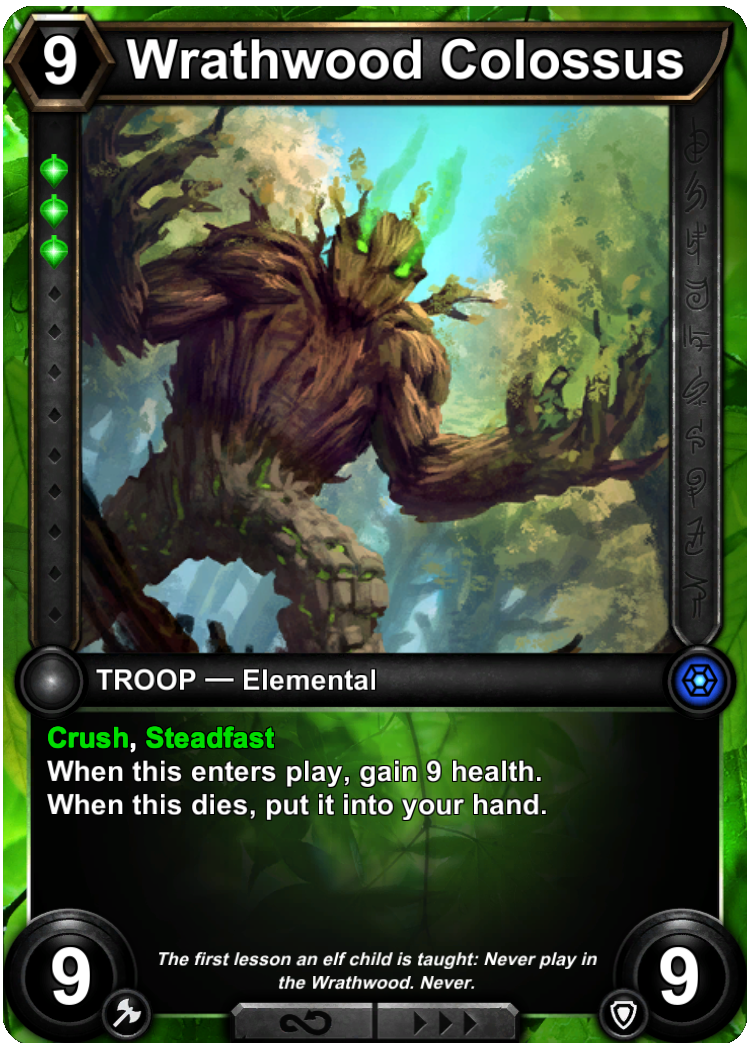 9 Wrathwood Colossus
TROOP — Elemental
Crush, Steadfast
When this enters play, gain 9 health.
When this dies, put it into your hand.
The first lesson an elf child is taught: Never play in
the Wrathwood. Never.
9 9